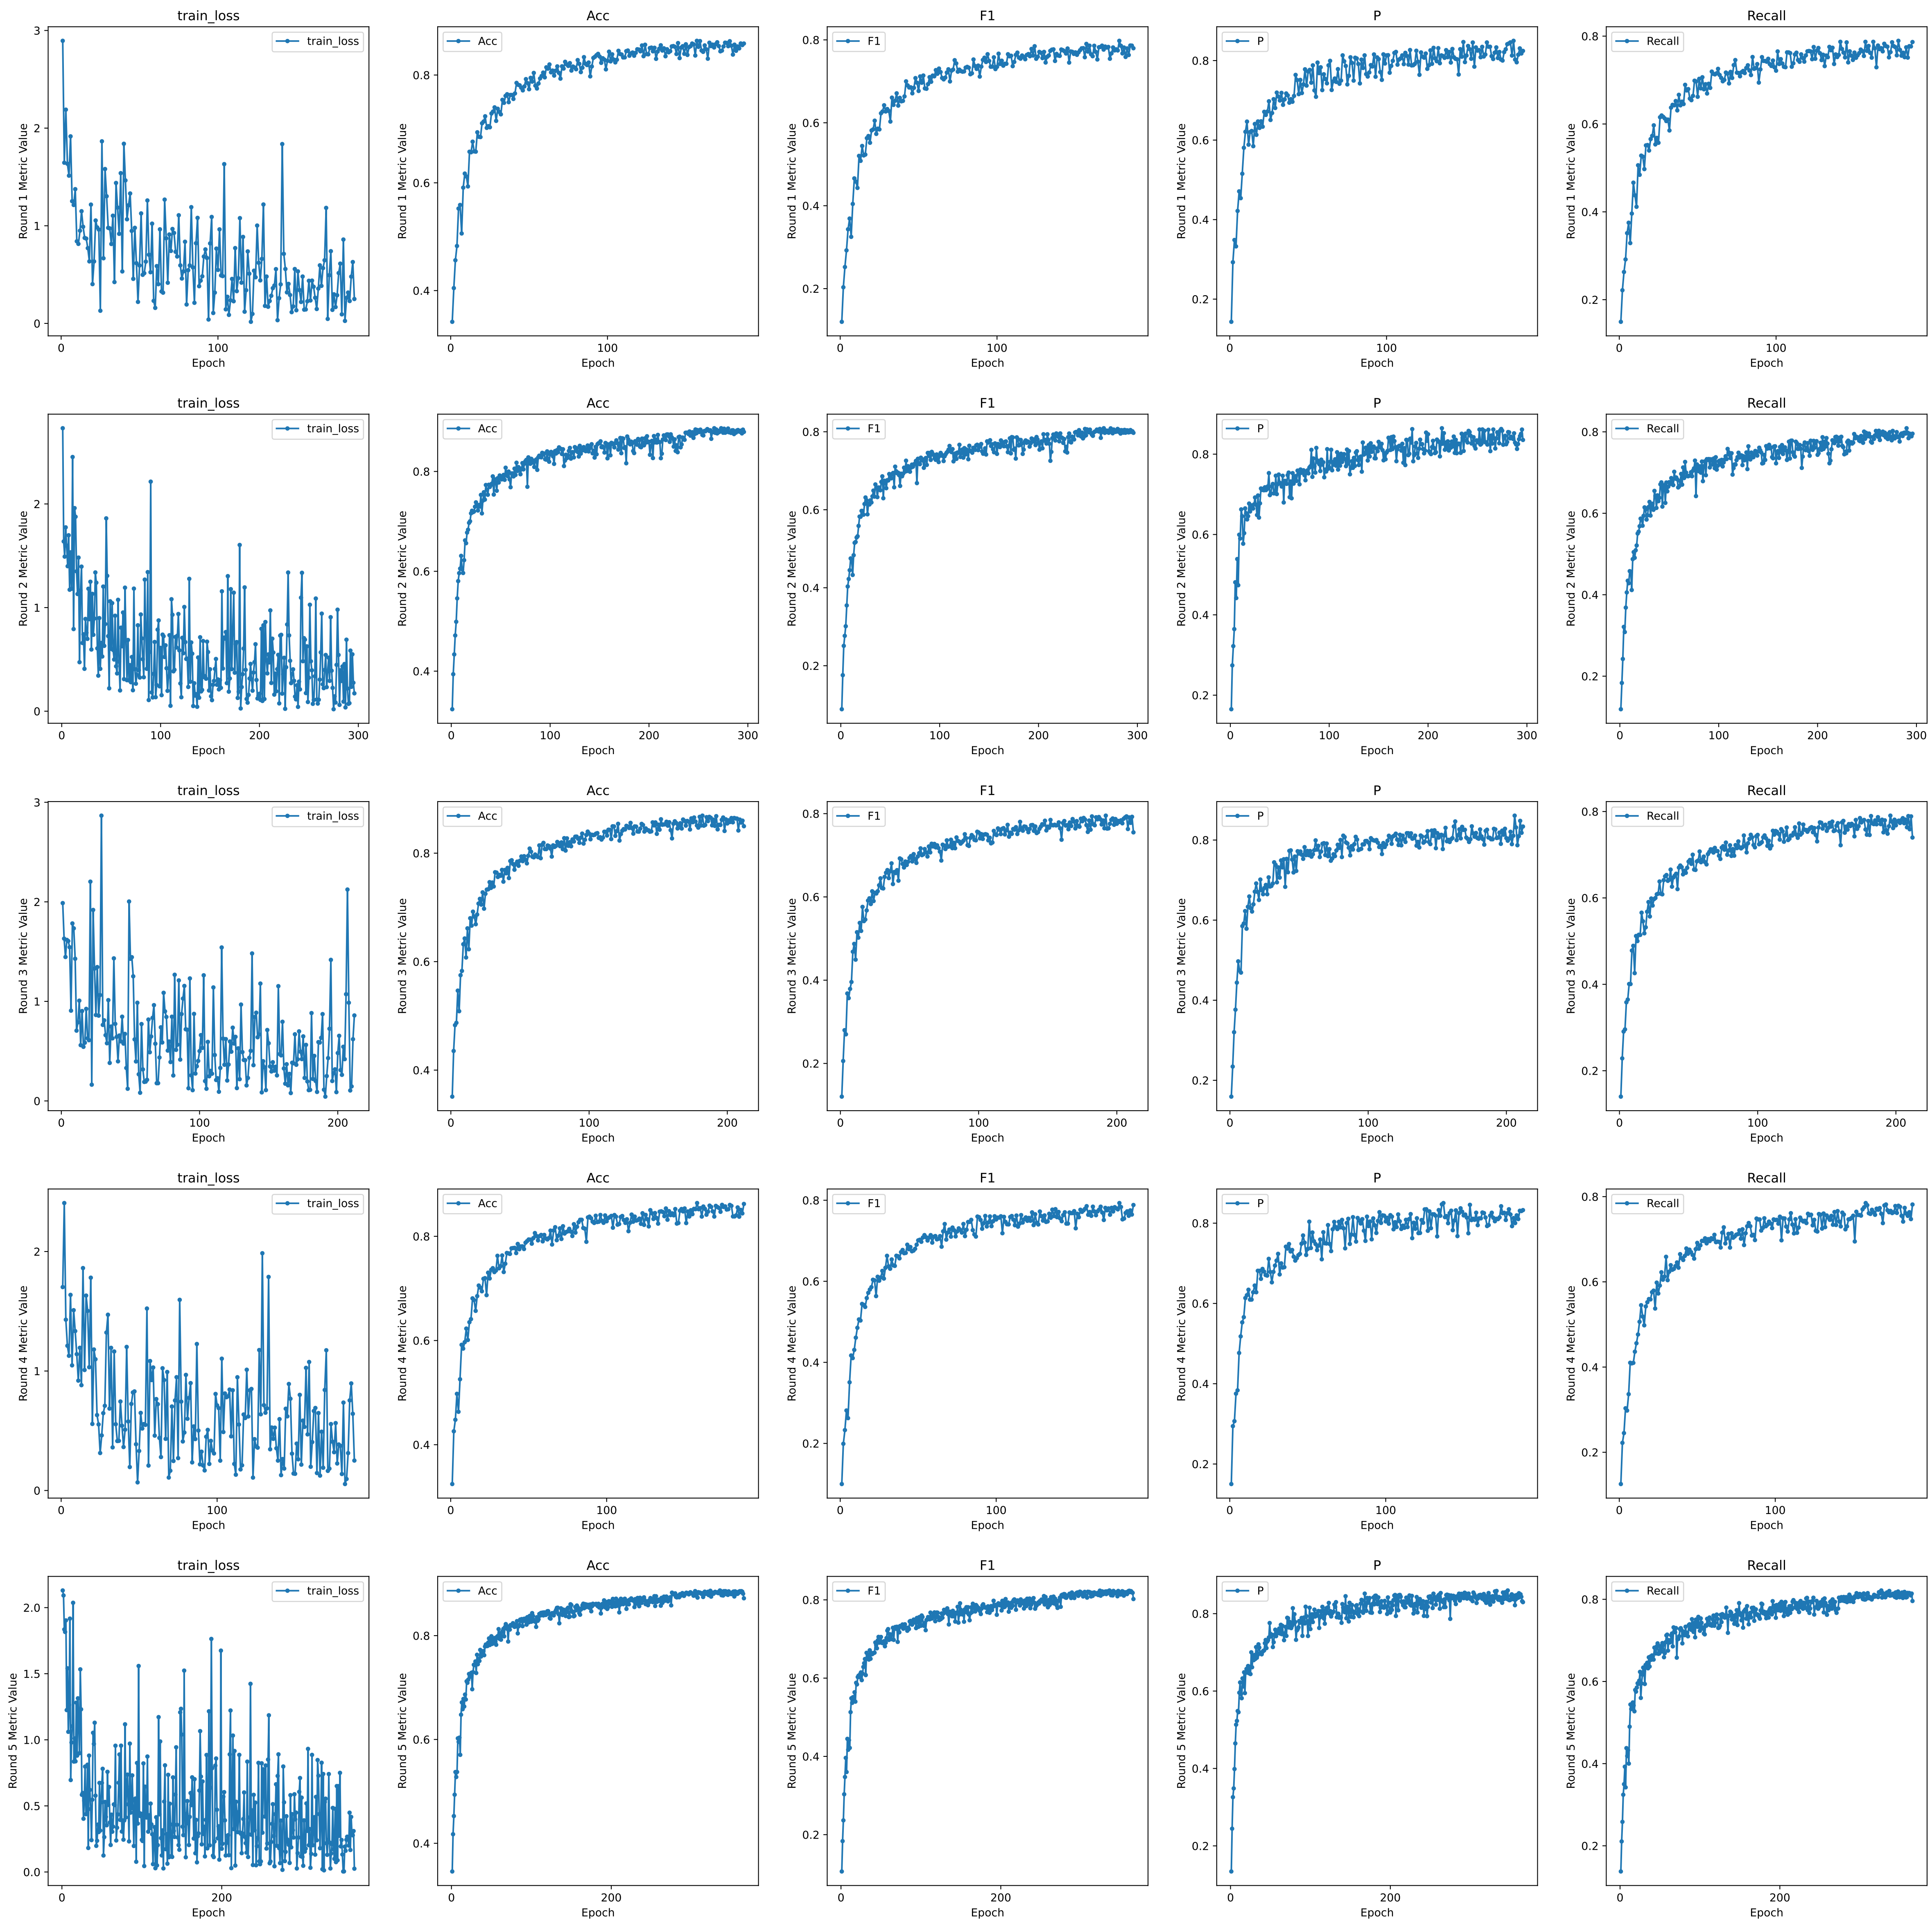 train_loss Acc F1 P Recall
train_loss Acc F1 P Recall
3 0.8 0.8 0.8 0.8
2 0.6 0.6 0.6 0.6
1 0.4 0.4 0.4 0.4
0 0.2 0.2 0.2
Round 1 Metric Value Round 1 Metric Value Round 1 Metric Value Round 1 Metric Value Round 1 Metric Value
0 100 0 100 0 100 0 100 0 100
Epoch Epoch Epoch Epoch Epoch
train_loss Acc F1 P Recall
train_loss Acc F1 P Recall
2 0.8 0.8 0.8 0.8
1 0.6 0.6 0.6 0.6
0 0.4 0.4 0.4 0.4
0.2 0.2 0.2
Round 2 Metric Value Round 2 Metric Value Round 2 Metric Value Round 2 Metric Value Round 2 Metric Value
0 100 200 300 0 100 200 300 0 100 200 300 0 100 200 300 0 100 200 300
Epoch Epoch Epoch Epoch Epoch
train_loss Acc F1 P Recall
train_loss Acc F1 P Recall
3 0.8 0.8 0.8 0.8
2 0.6 0.6 0.6 0.6
1 0.4 0.4 0.4 0.4
0 0.2 0.2 0.2
Round 3 Metric Value Round 3 Metric Value Round 3 Metric Value Round 3 Metric Value Round 3 Metric Value
0 100 200 0 100 200 0 100 200 0 100 200 0 100 200
Epoch Epoch Epoch Epoch Epoch
train_loss Acc F1 P Recall
train_loss Acc F1 P Recall
2 0.8 0.8 0.8 0.8
1 0.6 0.6 0.6 0.6
0 0.4 0.4 0.4 0.4
0.2 0.2 0.2
Round 4 Metric Value Round 4 Metric Value Round 4 Metric Value Round 4 Metric Value Round 4 Metric Value
0 100 0 100 0 100 0 100 0 100
Epoch Epoch Epoch Epoch Epoch
train_loss Acc F1 P Recall
train_loss Acc F1 P Recall
2.0 0.8 0.8 0.8 0.8
1.5 0.6 0.6 0.6 0.6
1.0 0.4 0.4 0.4 0.4
0.5 0.2 0.2 0.2
0.0
Round 5 Metric Value Round 5 Metric Value Round 5 Metric Value Round 5 Metric Value Round 5 Metric Value
0 200 0 200 0 200 0 200 0 200
Epoch Epoch Epoch Epoch Epoch